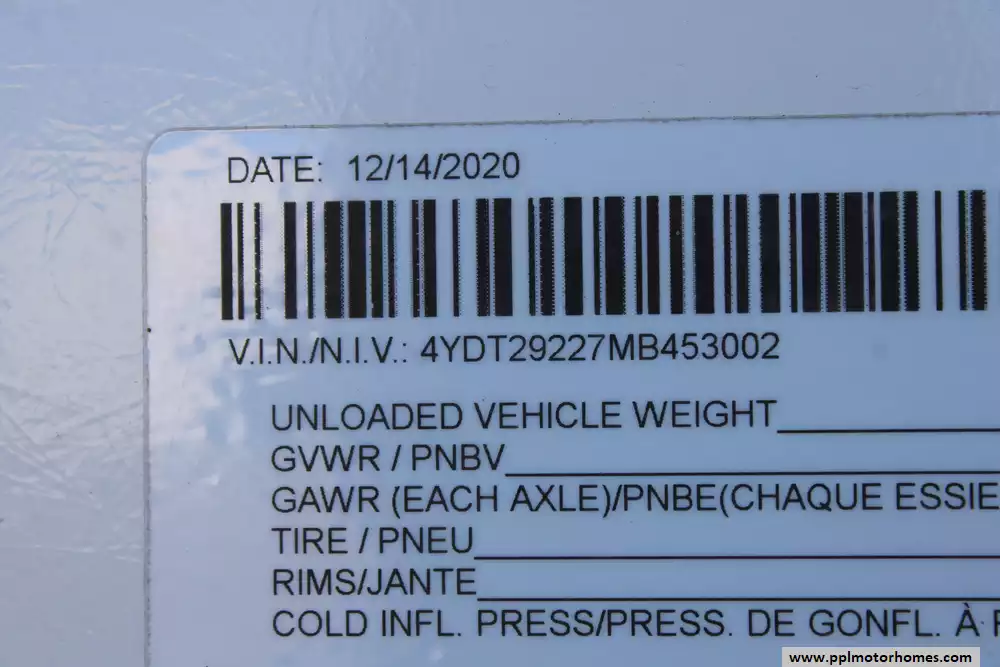 DATE: 12/14/2020
V.I.N./N.I.V.: 4YDT29227MB453002
UNLOADED VEHICLE WEIGHT
GVWR / PNBV
GAWR (EACH AXLE)/PNBE(CHAQUE ESSIE
TIRE / PNEU
RIMS/JANTE
COLD INFL. PRESS/PRESS. DE GONFL. À
www.pplmotorhomes.com